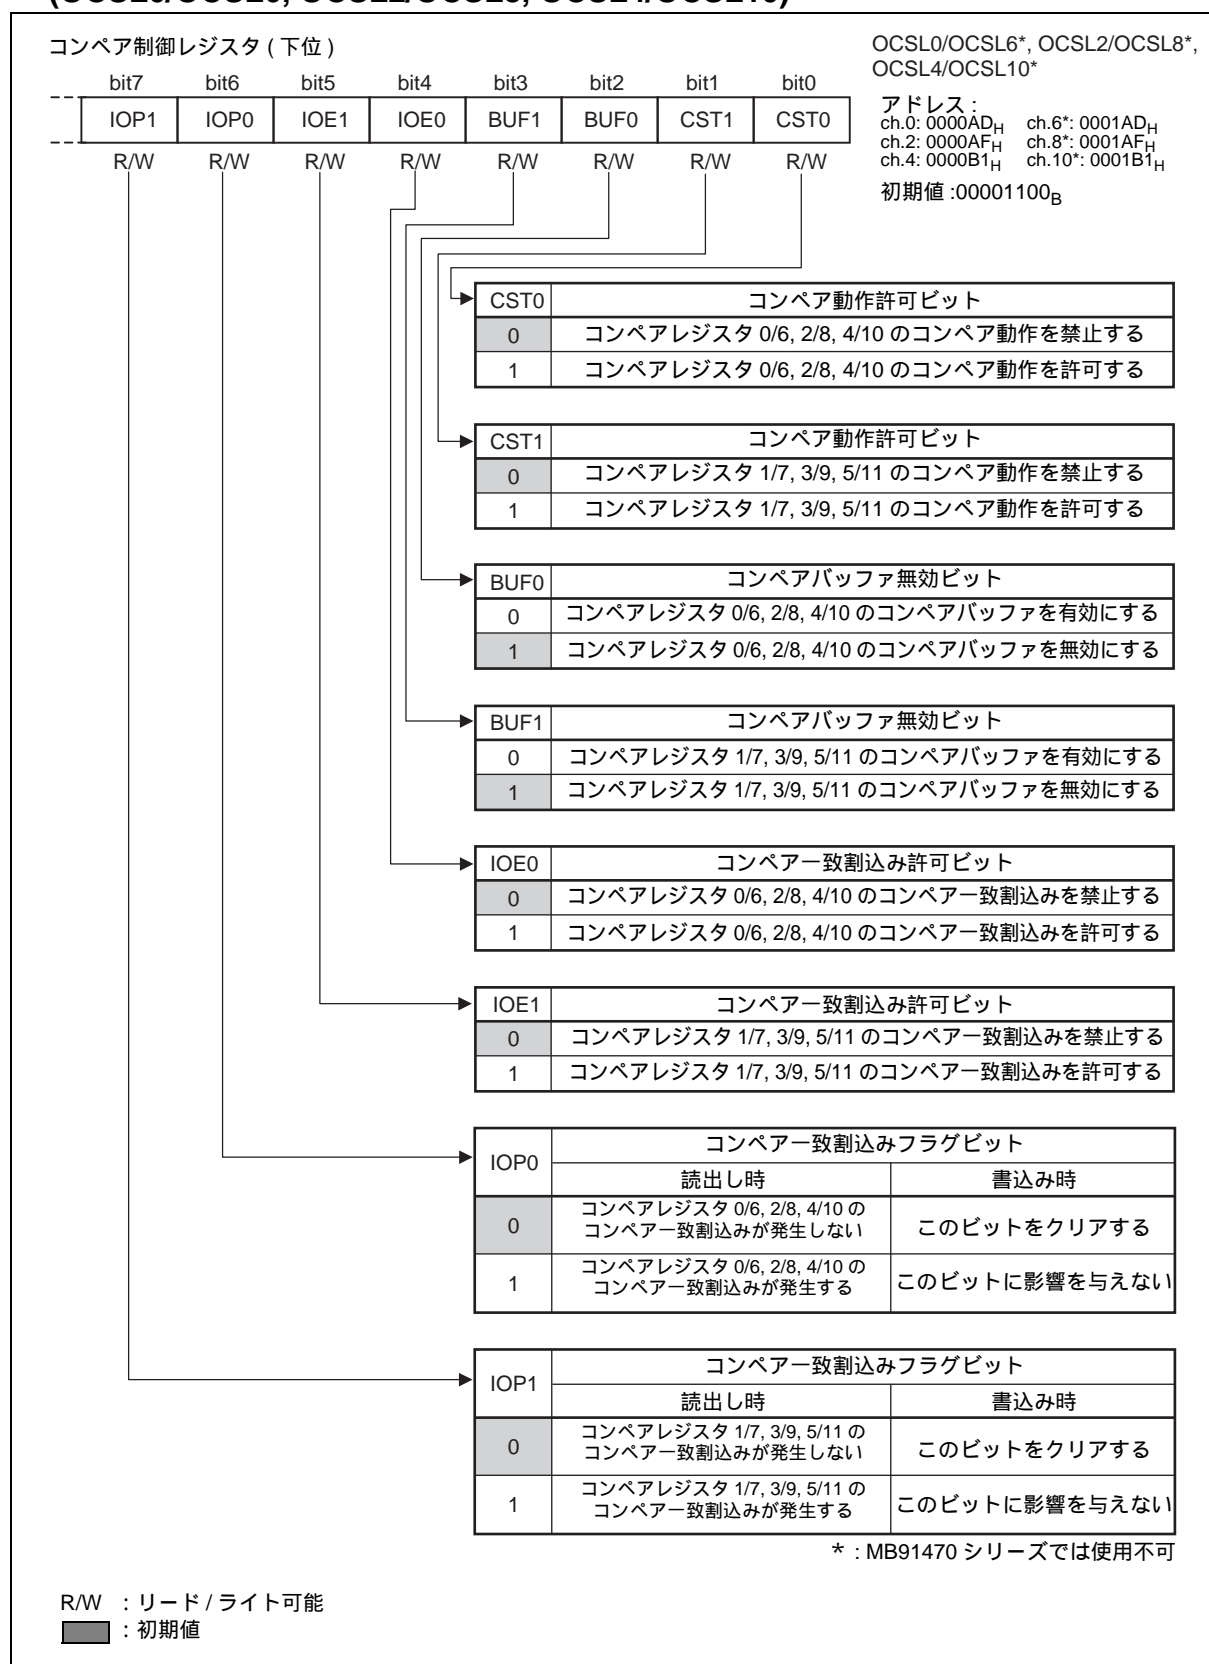 コンペア制御レジスタ ( 下位 )
OCSL0/OCSL6*, OCSL2/OCSL8*,
OCSL4/OCSL10*
bit7 bit6 bit5 bit4 bit3 bit2 bit1 bit0
IOP1 IOP0 IOE1 IOE0 BUF1 BUF0 CST1 CST0
R/W R/W R/W R/W R/W R/W R/W R/W
アドレス :
ch.0: 0000ADH ch.6*: 0001ADH
ch.2: 0000AFH ch.8*: 0001AFH
ch.4: 0000B1H ch.10*: 0001B1H
初期値 :00001100B
CST0 コンペア動作許可ビット
0 コンペアレジスタ 0/6, 2/8, 4/10 のコンペア動作を禁止する
1 コンペアレジスタ 0/6, 2/8, 4/10 のコンペア動作を許可する
CST1 コンペア動作許可ビット
0 コンペアレジスタ 1/7, 3/9, 5/11 のコンペア動作を禁止する
1 コンペアレジスタ 1/7, 3/9, 5/11 のコンペア動作を許可する
BUF0 コンペアバッファ無効ビット
0 コンペアレジスタ 0/6, 2/8, 4/10 のコンペアバッファを有効にする
1 コンペアレジスタ 0/6, 2/8, 4/10 のコンペアバッファを無効にする
BUF1 コンペアバッファ無効ビット
0 コンペアレジスタ 1/7, 3/9, 5/11 のコンペアバッファを有効にする
1 コンペアレジスタ 1/7, 3/9, 5/11 のコンペアバッファを無効にする
IOE0 コンペア一致割込み許可ビット
0 コンペアレジスタ 0/6, 2/8, 4/10 のコンペア一致割込みを禁止する
1 コンペアレジスタ 0/6, 2/8, 4/10 のコンペア一致割込みを許可する
IOE1 コンペア一致割込み許可ビット
0 コンペアレジスタ 1/7, 3/9, 5/11 のコンペア一致割込みを禁止する
1 コンペアレジスタ 1/7, 3/9, 5/11 のコンペア一致割込みを許可する
IOP0 コンペア一致割込みフラグビット
読出し時 書込み時
0 コンペアレジスタ 0/6, 2/8, 4/10 の
コンペア一致割込みが発生しない このビットをクリアする
1 コンペアレジスタ 0/6, 2/8, 4/10 の
コンペア一致割込みが発生する このビットに影響を与えない
IOP1 コンペア一致割込みフラグビット
読出し時 書込み時
0 コンペアレジスタ 1/7, 3/9, 5/11 の
コンペア一致割込みが発生しない このビットをクリアする
1 コンペアレジスタ 1/7, 3/9, 5/11 の
コンペア一致割込みが発生する このビットに影響を与えない
* : MB91470 シリーズでは使用不可
R/W : リード / ライト可能
: 初期値